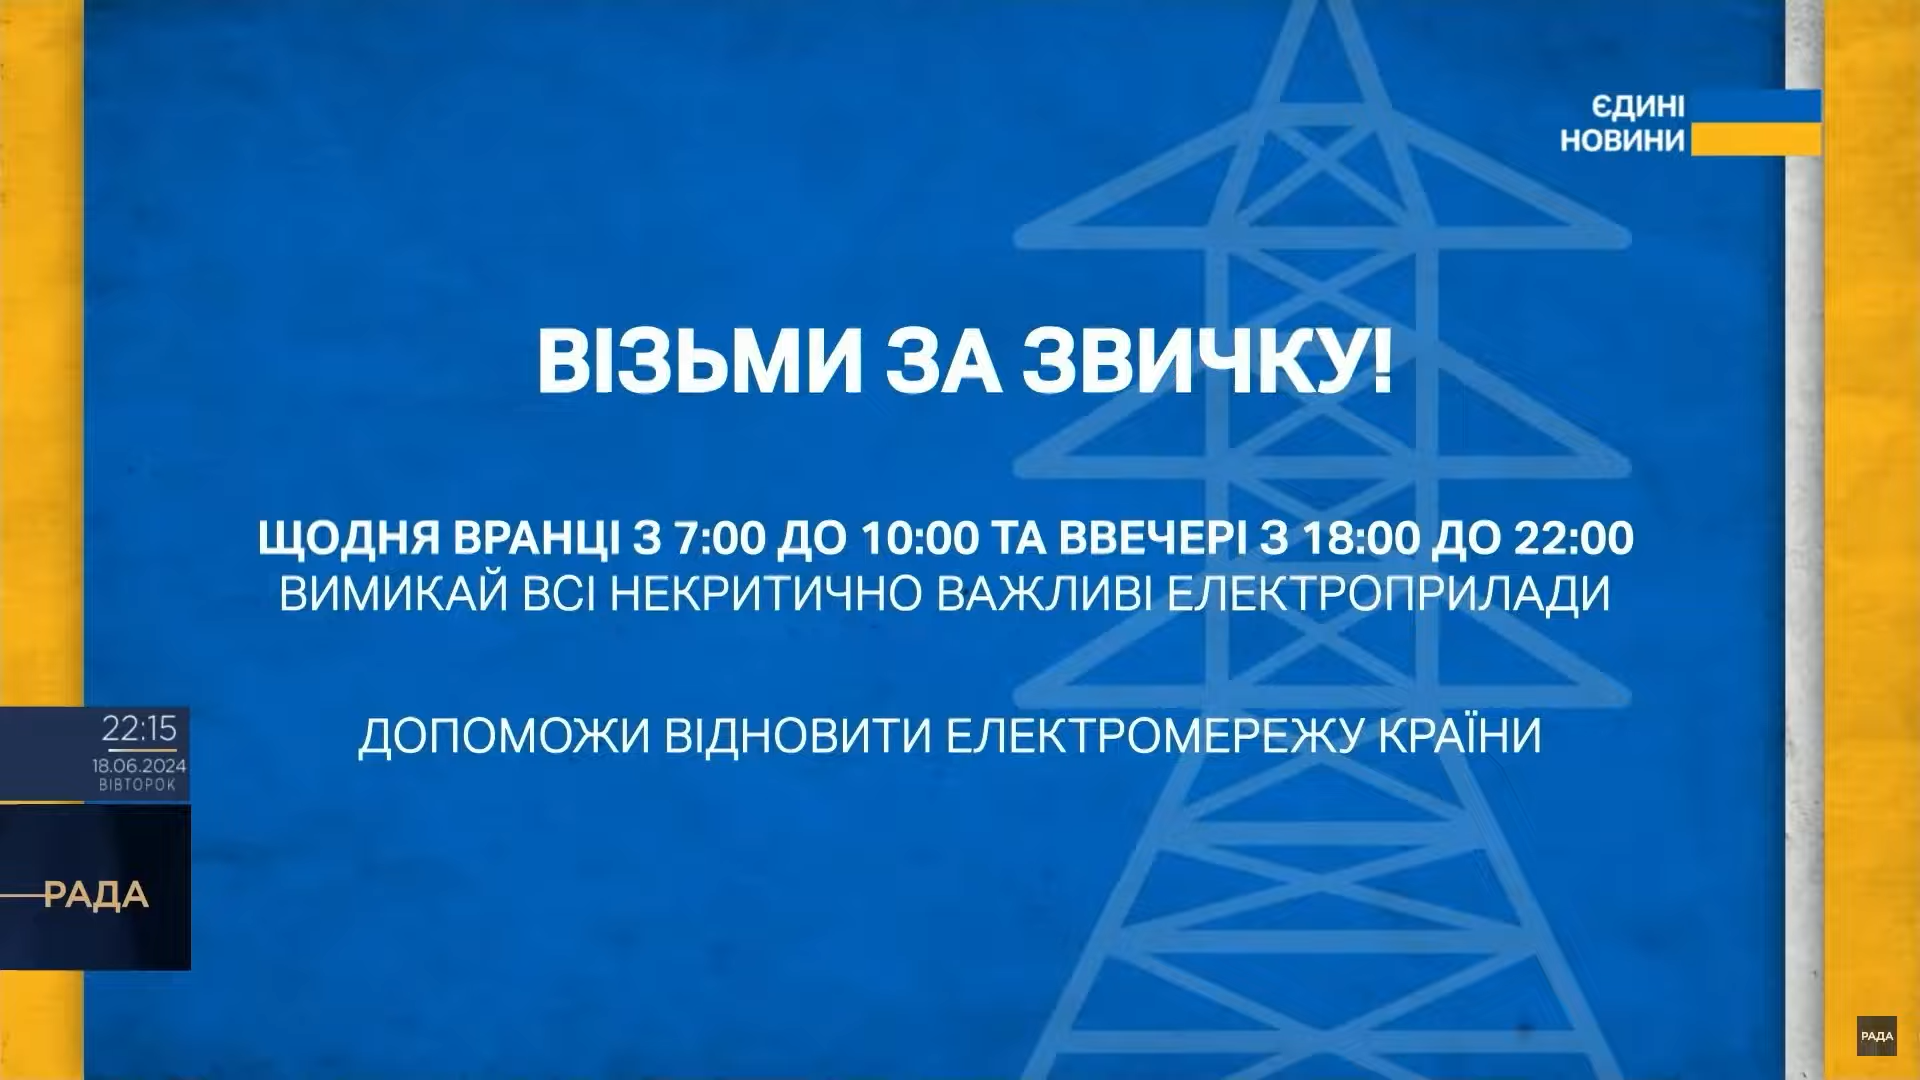 ЄДИНІ
НОВИНИ
ВІЗЬМИ ЗА ЗВИЧКУ!
ЩОДНЯ ВРАНЦІ З 7:00 ДО 10:00 ТА ВВЕЧЕРІ З 18:00 ДО 22:00
ВИМИКАЙ ВСІ НЕКРИТИЧНО ВАЖЛИВІ ЕЛЕКТРОПРИЛАДИ
ДОПОМОЖИ ВІДНОВИТИ ЕЛЕКТРОМЕРЕЖУ КРАЇНИ
22:15
18.06.2024
ВІВТОРОК
РАДА
РАДА